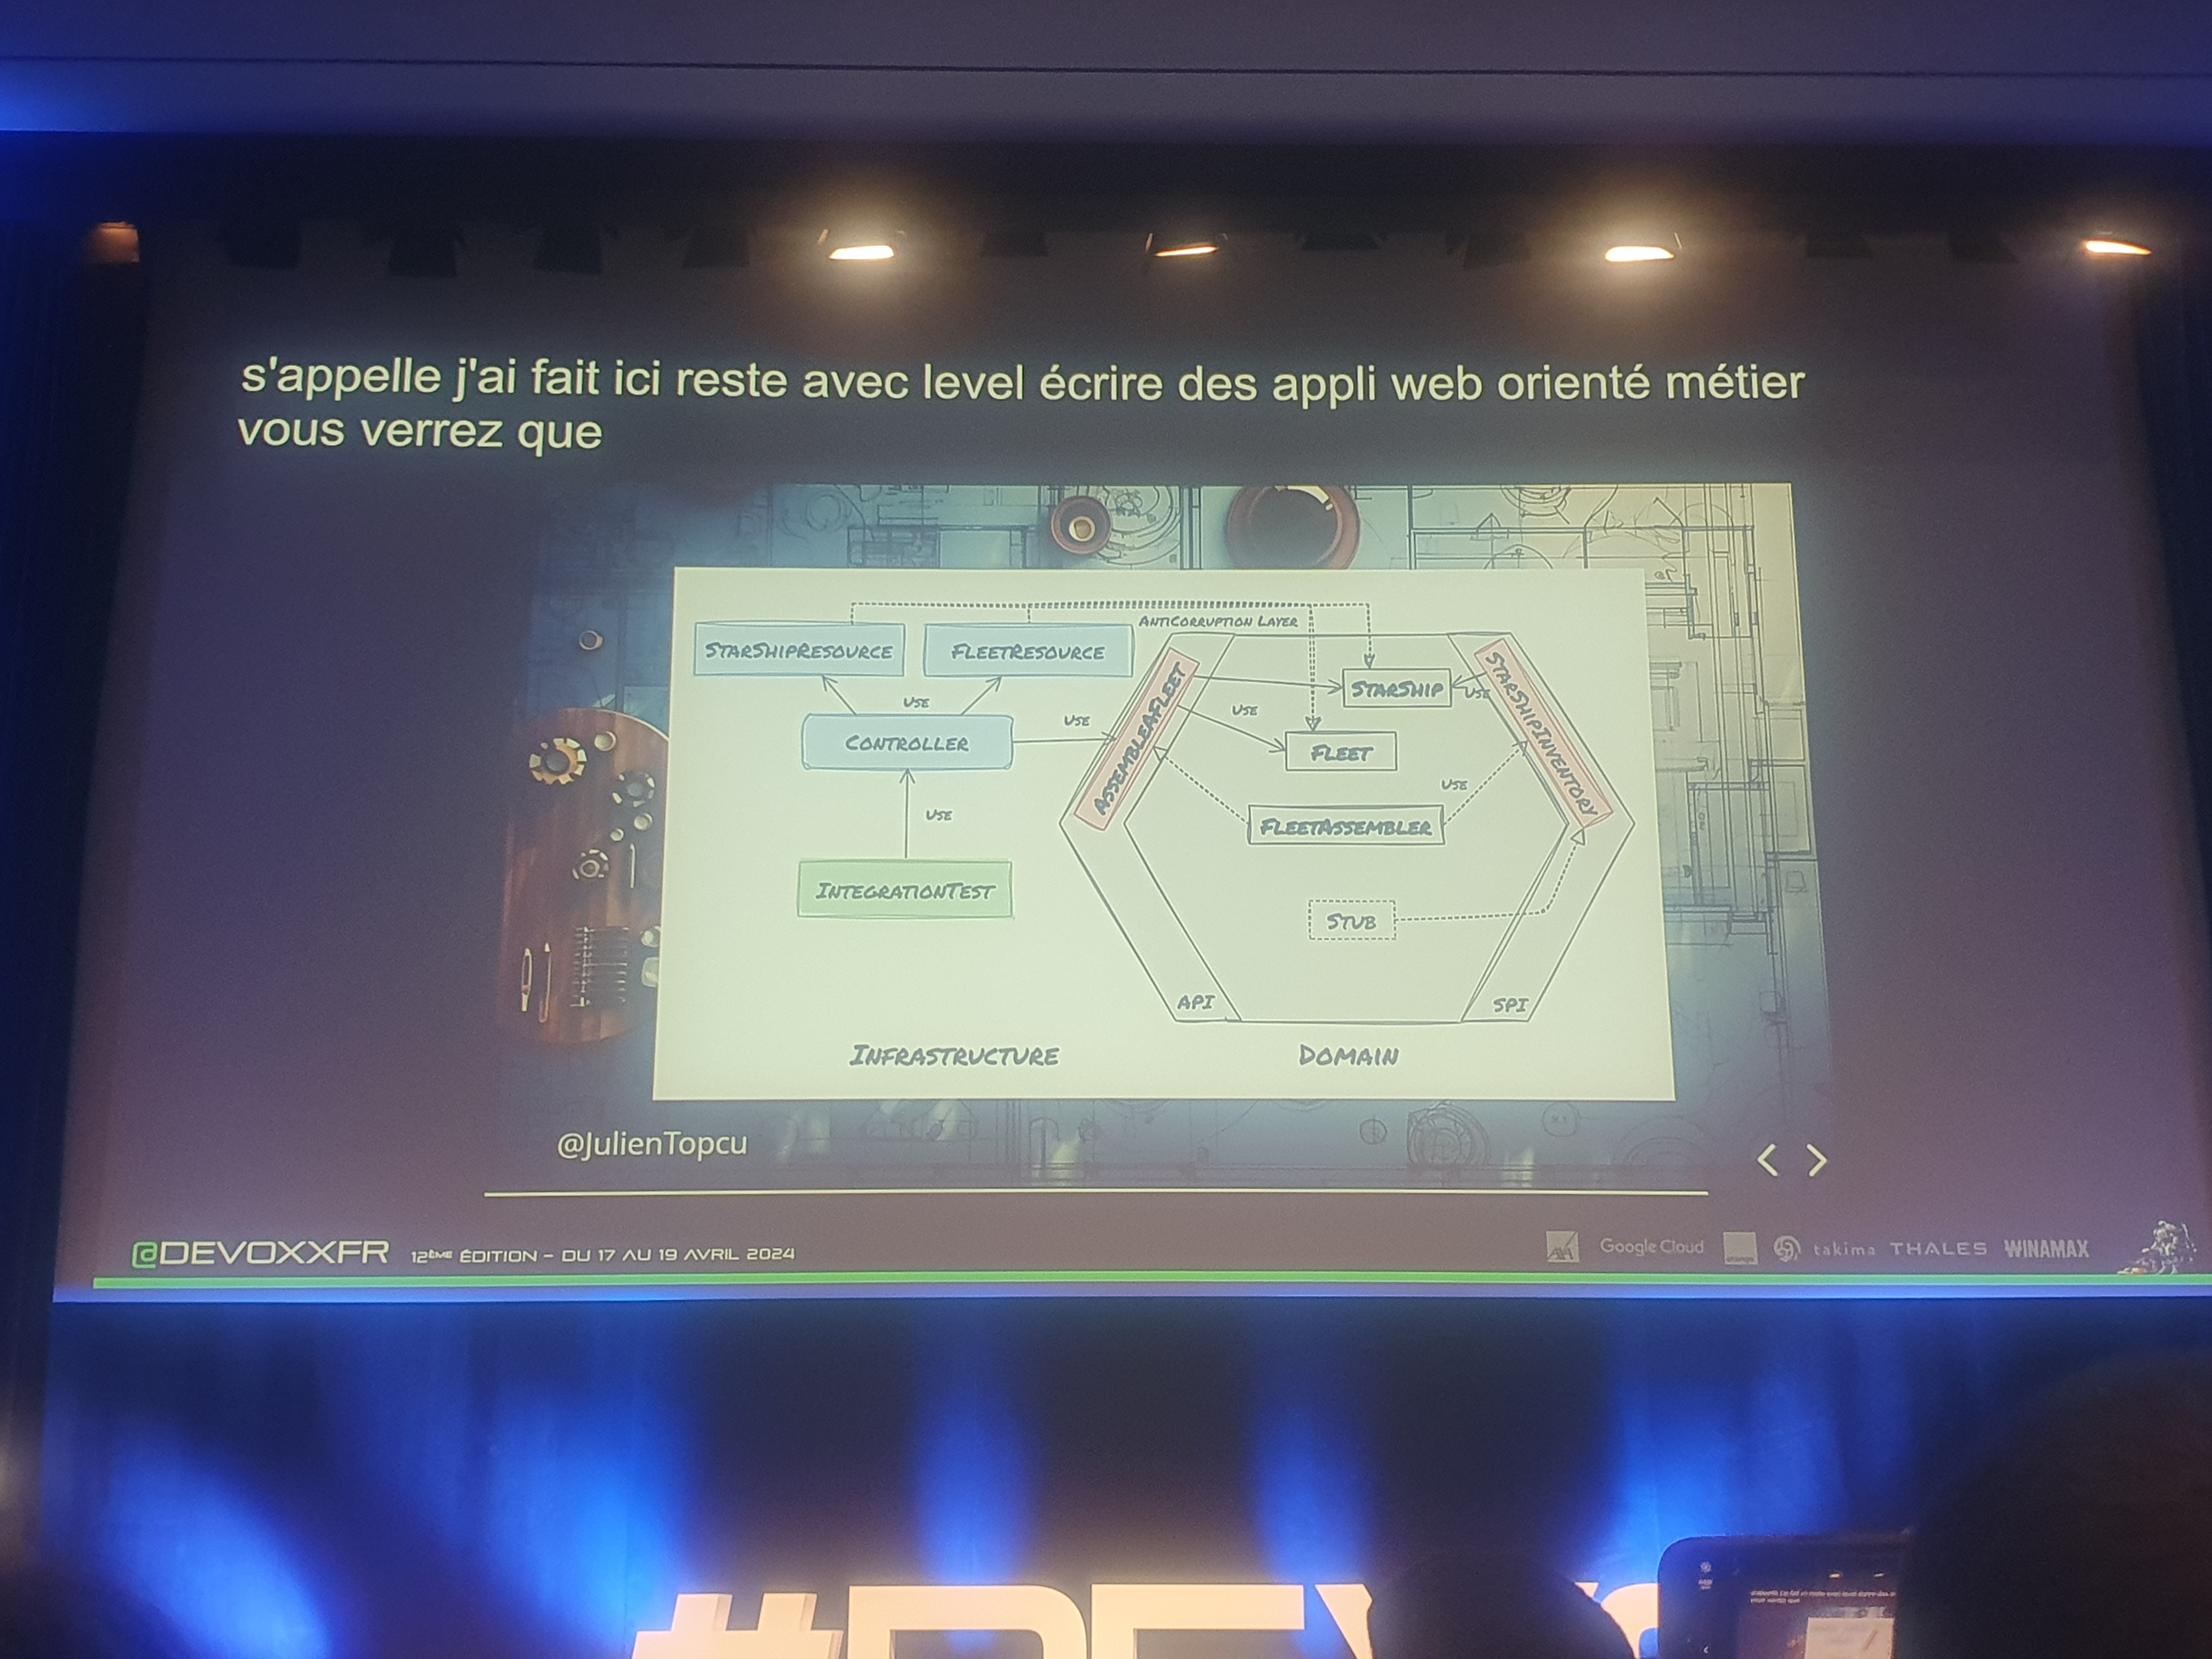 s'appelle j'ai fait ici reste avec level écrire des appli web orienté métier
vous verrez que
AntiCorruption Layer
StarShipResource
FleetResource
use
Controller
use
use
IntegrationTest
AssembleAFleet
use
StarShip
use
Fleet
StarShipInventory
use
FleetAssembler
Stub
API
SPI
Infrastructure
Domain
@JulienTopcu
@DEVOXXFR 12ÈME ÉDITION – DU 17 AU 19 AVRIL 2024
AXA Google Cloud takima THALES WINAMAX